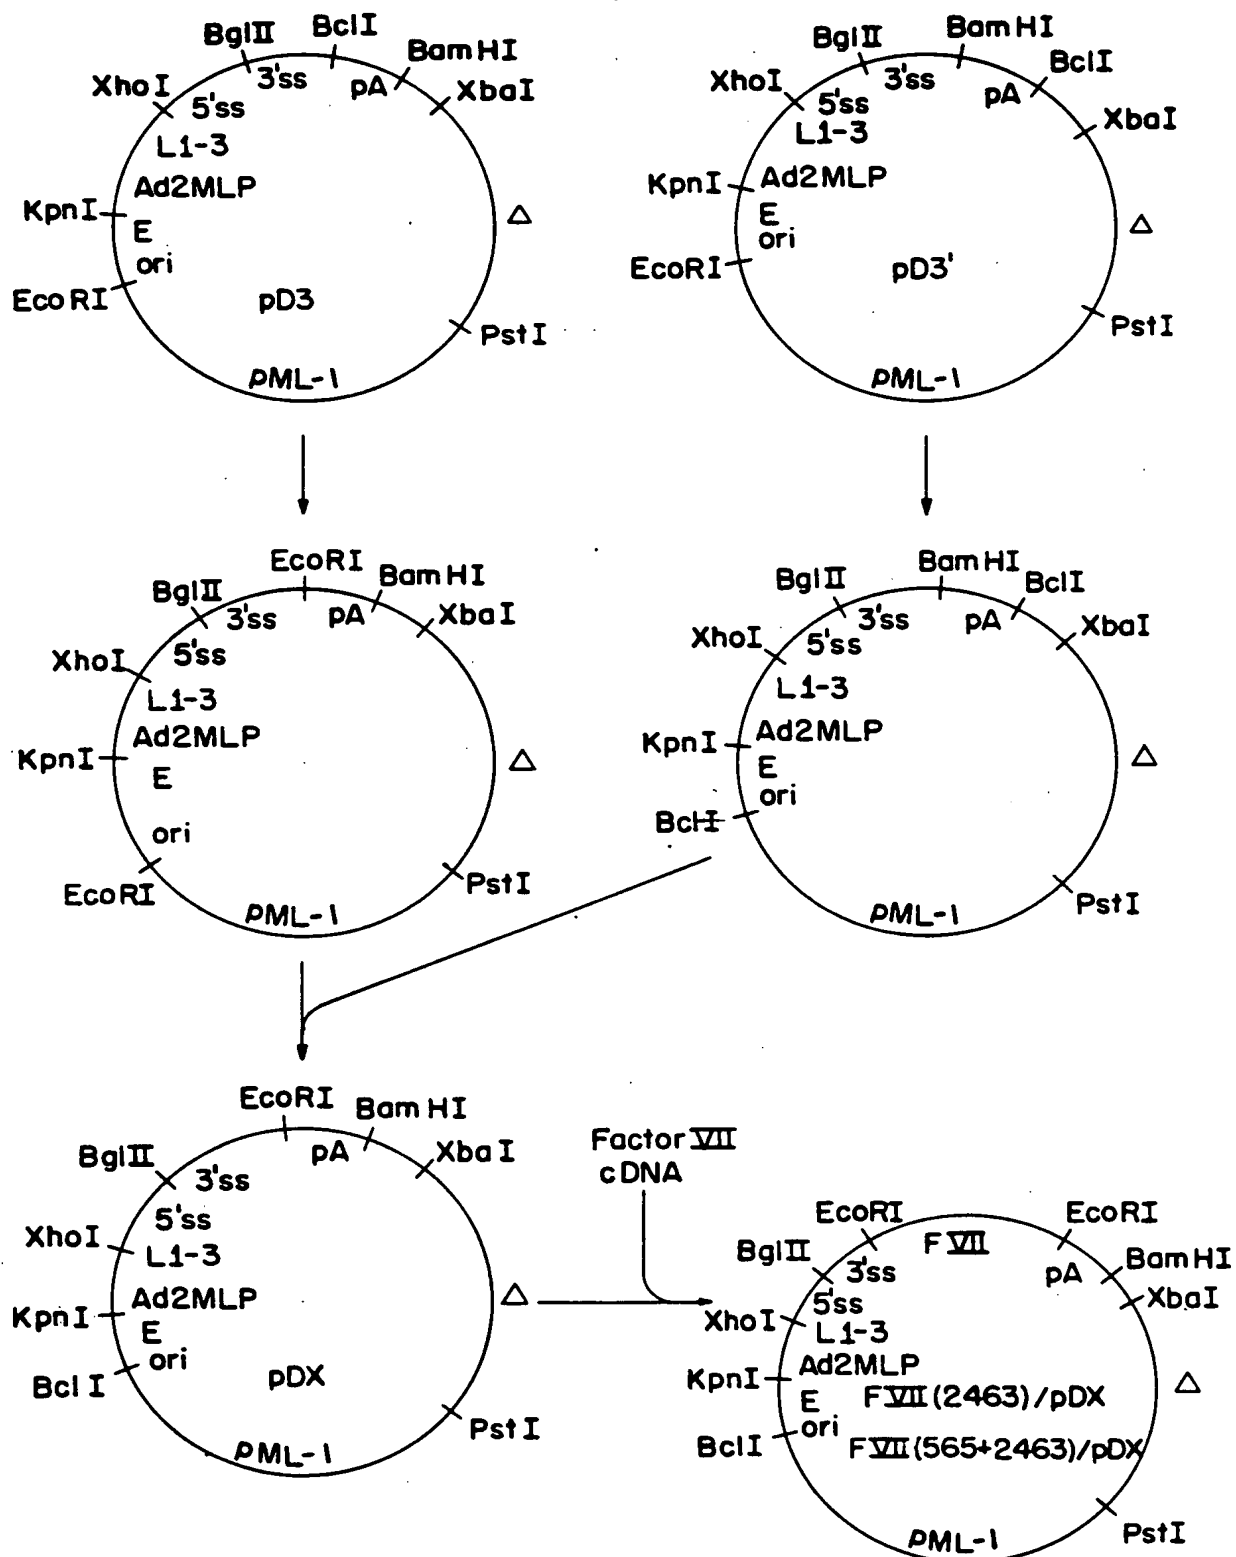 BglII
BclI
BamHI
XbaI
XhoI
3'ss
pA
5'ss
L1-3
Ad2MLP
KpnI
E
ori
EcoRI
pD3
PstI
pML-1
Δ
BglII
BamHI
BclI
XbaI
XhoI
3'ss
pA
5'ss
L1-3
Ad2MLP
KpnI
E
ori
EcoRI
pD3'
PstI
pML-1
Δ
EcoRI
BglII
BamHI
XbaI
3'ss
pA
5'ss
XhoI
L1-3
Ad2MLP
KpnI
E
ori
EcoRI
PstI
pML-1
Δ
BamHI
BglII
BclI
XbaI
3'ss
pA
XhoI
5'ss
L1-3
Ad2MLP
KpnI
E
ori
BclI
PstI
pML-1
Δ
EcoRI
BamHI
BglII
pA
XbaI
3'ss
5'ss
XhoI
L1-3
Ad2MLP
KpnI
E
ori
BclI
pDX
PstI
pML-1
Δ
Factor VII
cDNA
EcoRI
FVII
EcoRI
BglII
3'ss
pA
BamHI
XbaI
5'ss
XhoI
L1-3
Ad2MLP
KpnI
E
FVII(2463)/pDX
ori
BclI
FVII(565+2463)/pDX
PstI
pML-1
Δ